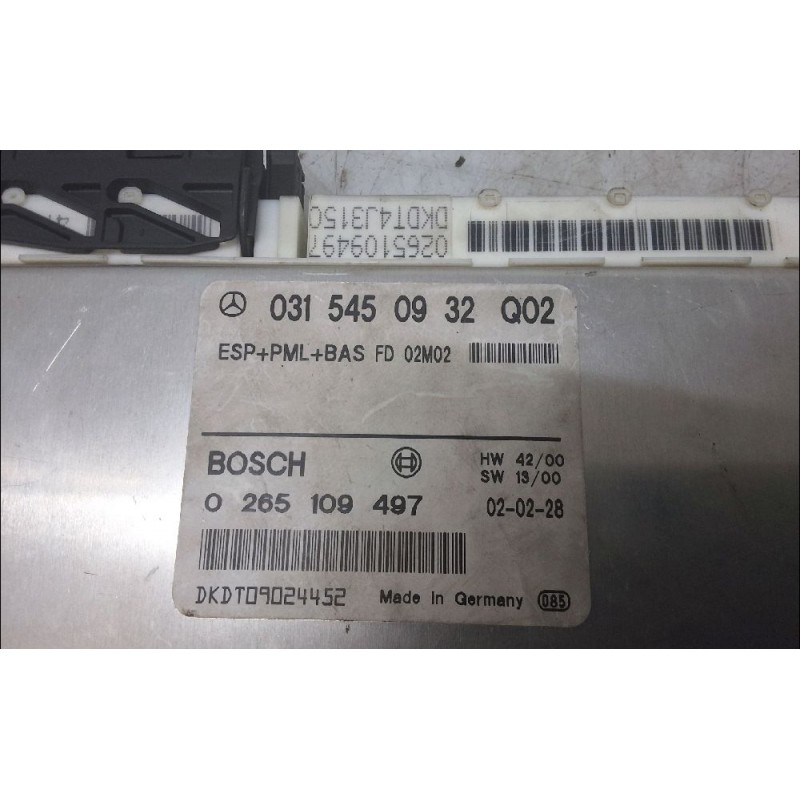 DKDT4J315C
0265109497
031 545 09 32 Q02
ESP+PML+BAS FD 02M02
BOSCH
HW 42/00
SW 13/00
0 265 109 497
02-02-28
DKDT09024452
Made in Germany
085